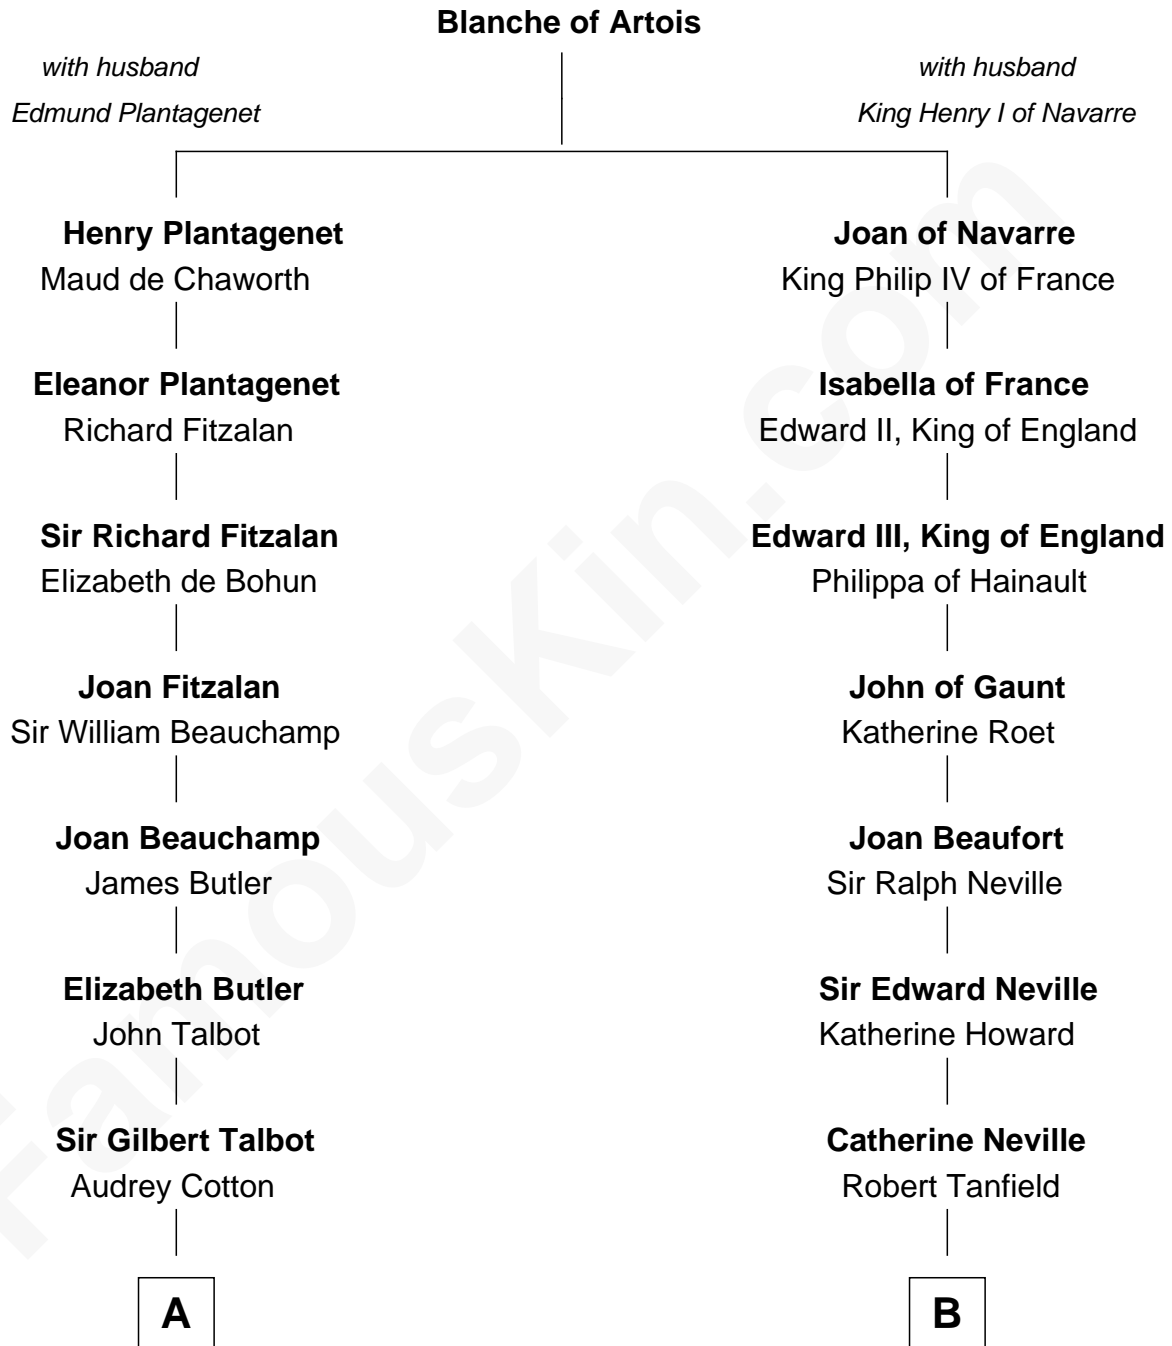 Blanche of Artois
with husband
Edmund Plantagenet
with husband
King Henry I of Navarre
Henry Plantagenet
Maud de Chaworth
Eleanor Plantagenet
Richard Fitzalan
Sir Richard Fitzalan
Elizabeth de Bohun
Joan Fitzalan
Sir William Beauchamp
Joan Beauchamp
James Butler
Elizabeth Butler
John Talbot
Sir Gilbert Talbot
Audrey Cotton
A
Joan of Navarre
King Philip IV of France
Isabella of France
Edward II, King of England
Edward III, King of England
Philippa of Hainault
John of Gaunt
Katherine Roet
Joan Beaufort
Sir Ralph Neville
Sir Edward Neville
Katherine Howard
Catherine Neville
Robert Tanfield
B
FamousKin.com